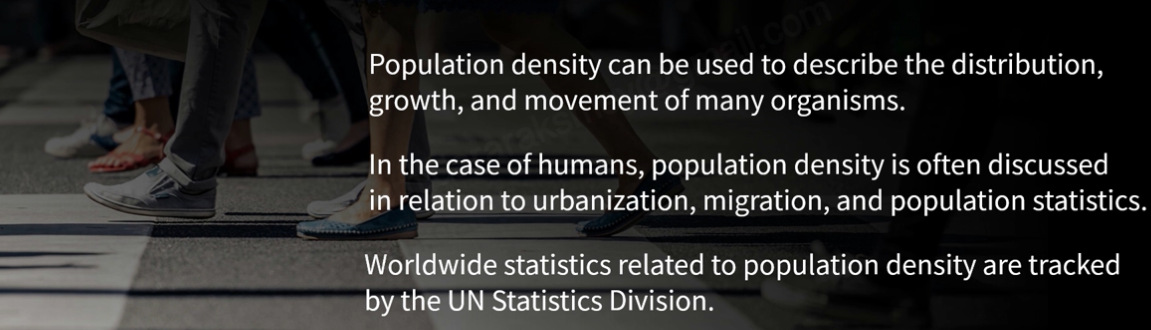 Population density can be used to describe the distribution,
growth, and movement of many organisms.
In the case of humans, population density is often discussed
in relation to urbanization, migration, and population statistics.
Worldwide statistics related to population density are tracked
by the UN Statistics Division.